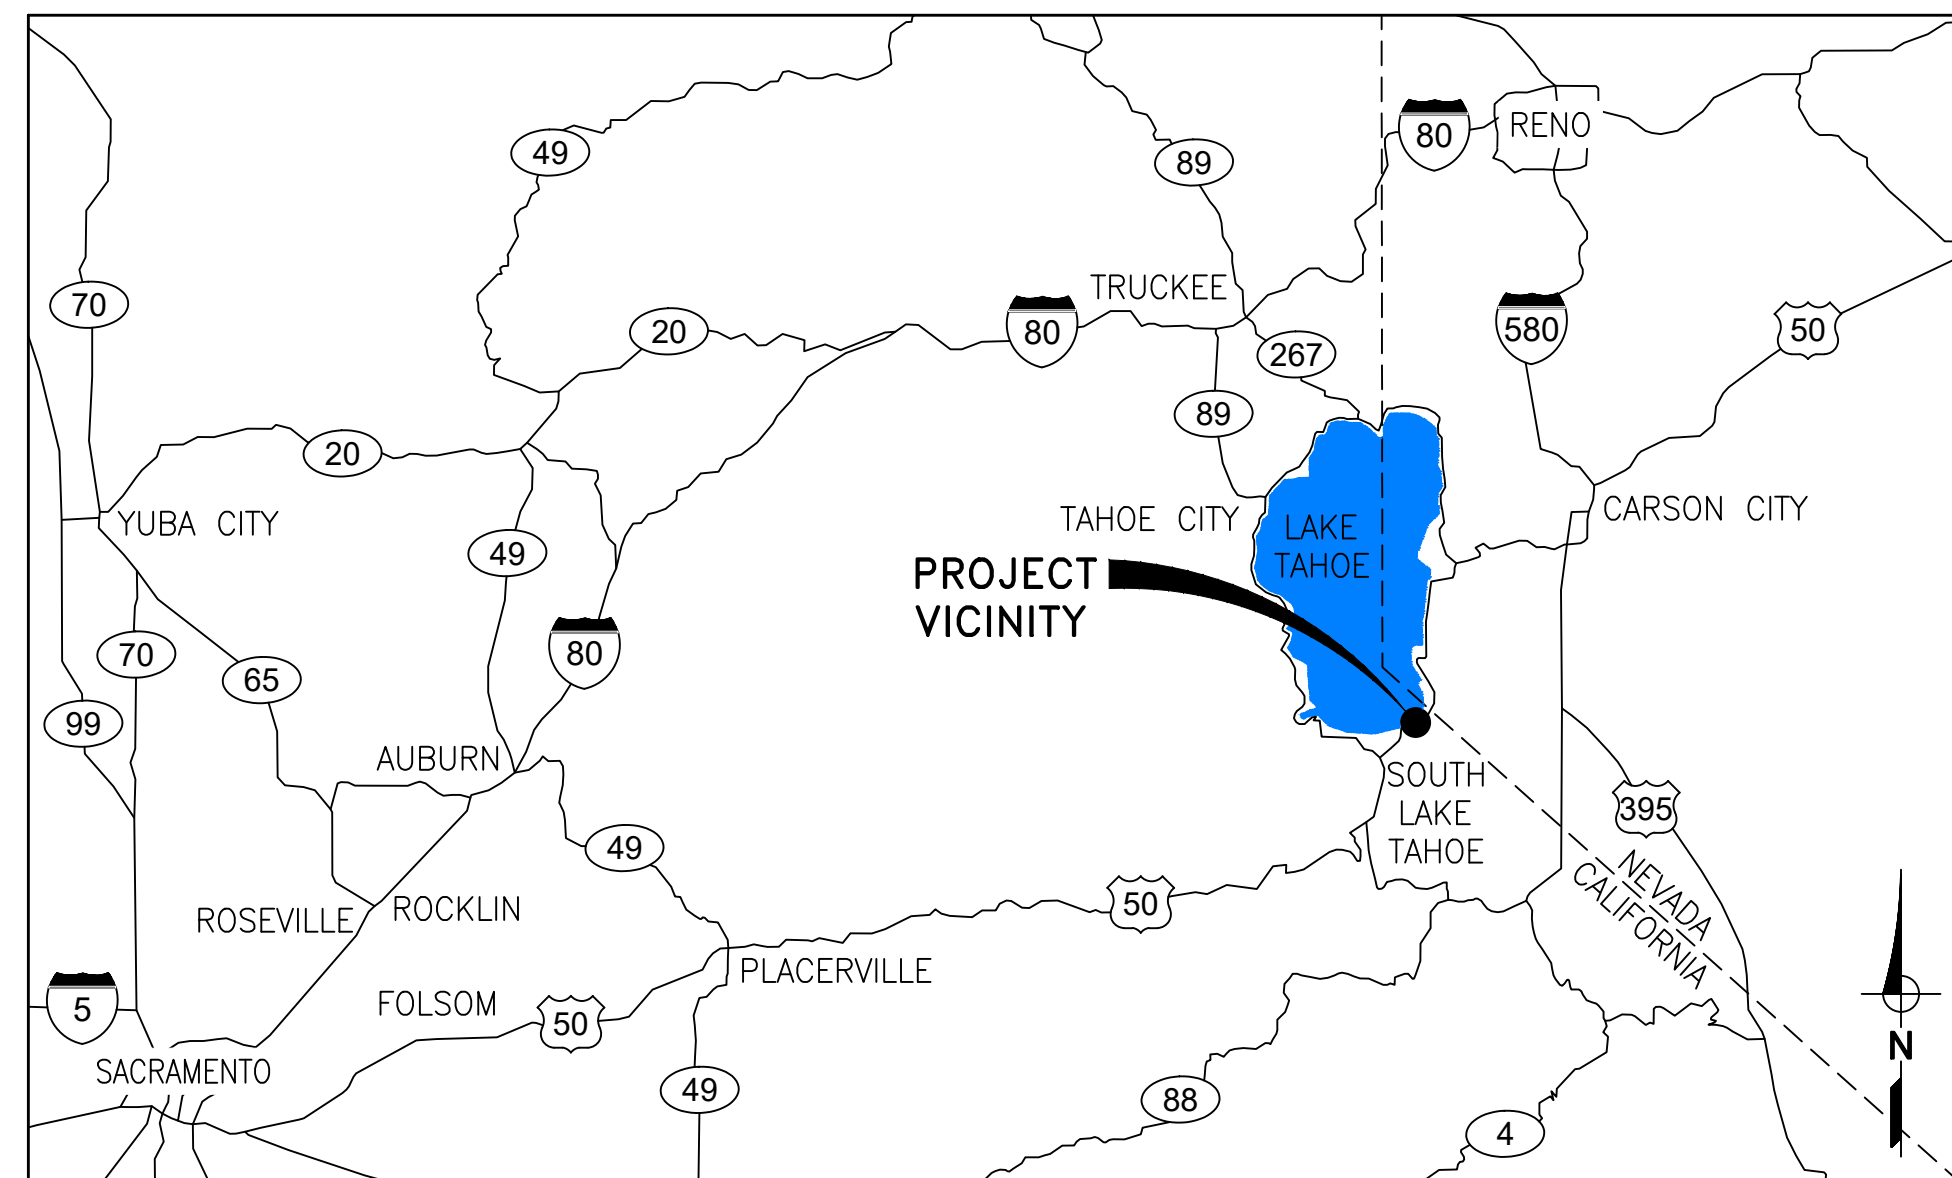 49
80
RENO
89
70
TRUCKEE
20
80
580
50
267
89
20
TAHOE CITY
LAKE
TAHOE
CARSON CITY
YUBA CITY
49
PROJECT
VICINITY
70
80
65
99
AUBURN
SOUTH
LAKE
TAHOE
395
49
NEVADA
CALIFORNIA
50
ROSEVILLE
ROCKLIN
PLACERVILLE
5
FOLSOM
50
N
SACRAMENTO
49
88
4